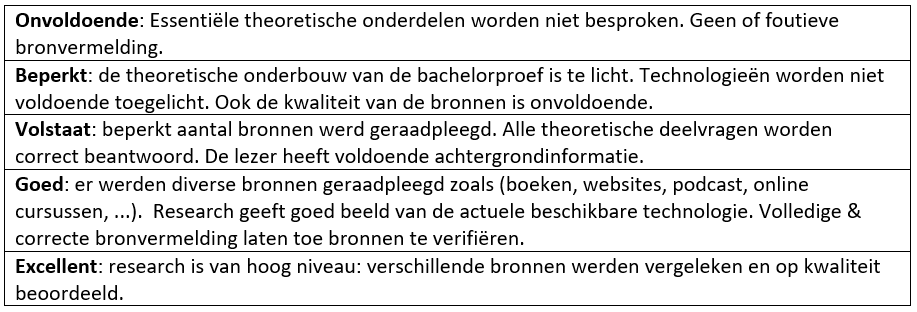 Onvoldoende: Essentiële theoretische onderdelen worden niet besproken. Geen of foutieve
bronvermelding.
Beperkt: de theoretische onderbouw van de bachelorproef is te licht. Technologieën worden niet
voldoende toegelicht. Ook de kwaliteit van de bronnen is onvoldoende.
Volstaat: beperkt aantal bronnen werd geraadpleegd. Alle theoretische deelvragen worden
correct beantwoord. De lezer heeft voldoende achtergrondinformatie.
Goed: er werden diverse bronnen geraadpleegd zoals (boeken, websites, podcast, online
cursussen, ...).  Research geeft goed beeld van de actuele beschikbare technologie. Volledige &
correcte bronvermelding laten toe bronnen te verifiëren.
Excellent: research is van hoog niveau: verschillende bronnen werden vergeleken en op kwaliteit
beoordeeld.